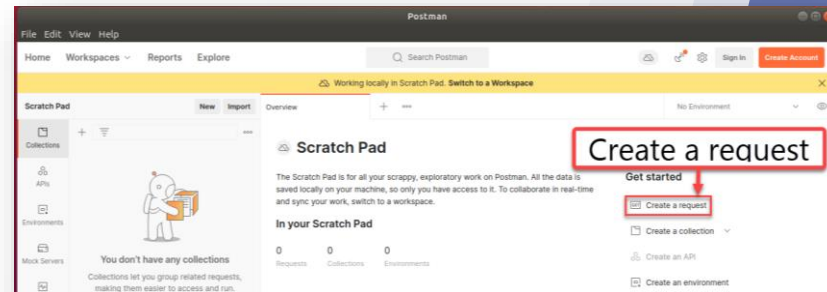 Postman
File Edit View Help
Home Workspaces Reports Explore Search Postman Sign In Create Account
Working locally in Scratch Pad. Switch to a Workspace
Scratch Pad New Import Overview No Environment
Collections
APIs
Environments
Mock Servers
You don't have any collections
Collections let you group related requests,
making them easier to access and run.
Scratch Pad
The Scratch Pad is for all your scrappy, exploratory work on Postman. All the data is
saved locally on your machine, so only you have access to it. To collaborate in real-time
and sync your work, switch to a workspace.
In your Scratch Pad
0 0 0
Requests Collections Environments
Create a request
Get started
Create a request
Create a collection
Create an API
Create an environment